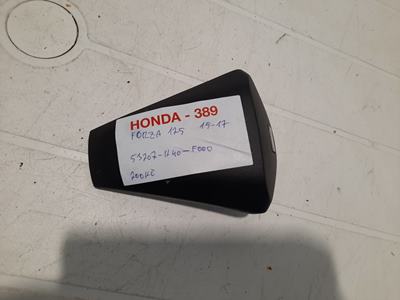 HONDA - 389
FORZA 125 15-17
53207-K40-F000
200KČ